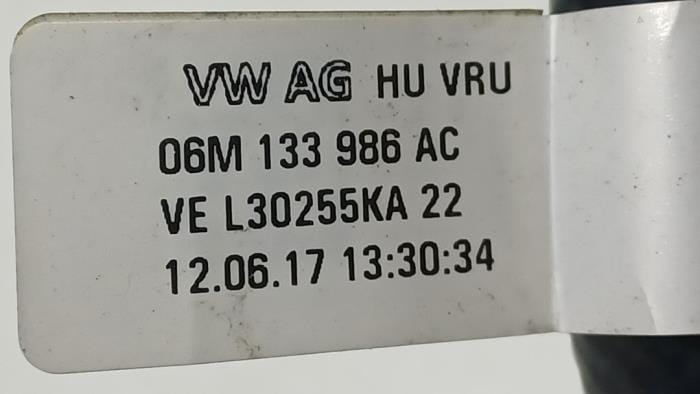 VW AG HU VRU
06M 133 986 AC
VE L30255KA 22
12.06.17 13:30:34